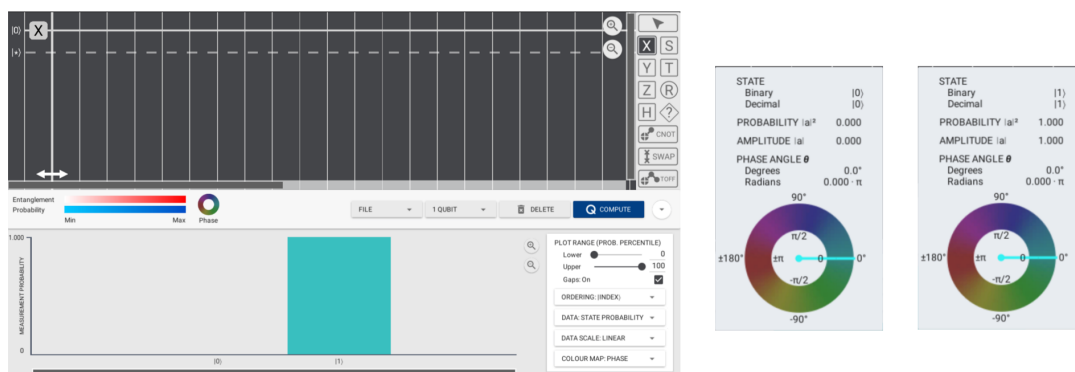 |0⟩ X
|+⟩
X S
Y T
Z R
H ?
CNOT
SWAP
TOFF
Entanglement
Probability
Min Max Phase
FILE 1 QUBIT DELETE Q COMPUTE
1.000
MEASUREMENT PROBABILITY
0
|0⟩ |1⟩
PLOT RANGE (PROB. PERCENTILE)
Lower 0
Upper 100
Gaps: On
ORDERING: (INDEX)
DATA: STATE PROBABILITY
DATA SCALE: LINEAR
COLOUR MAP: PHASE
STATE
Binary |0⟩
Decimal |0⟩
PROBABILITY |a|² 0.000
AMPLITUDE |a| 0.000
PHASE ANGLE θ
Degrees 0.0°
Radians 0.000 · π
90°
π/2
±180° ±π 0 0°
-π/2
-90°
STATE
Binary |1⟩
Decimal |1⟩
PROBABILITY |a|² 1.000
AMPLITUDE |a| 1.000
PHASE ANGLE θ
Degrees 0.0°
Radians 0.000 · π
90°
π/2
±180° ±π 0 0°
-π/2
-90°